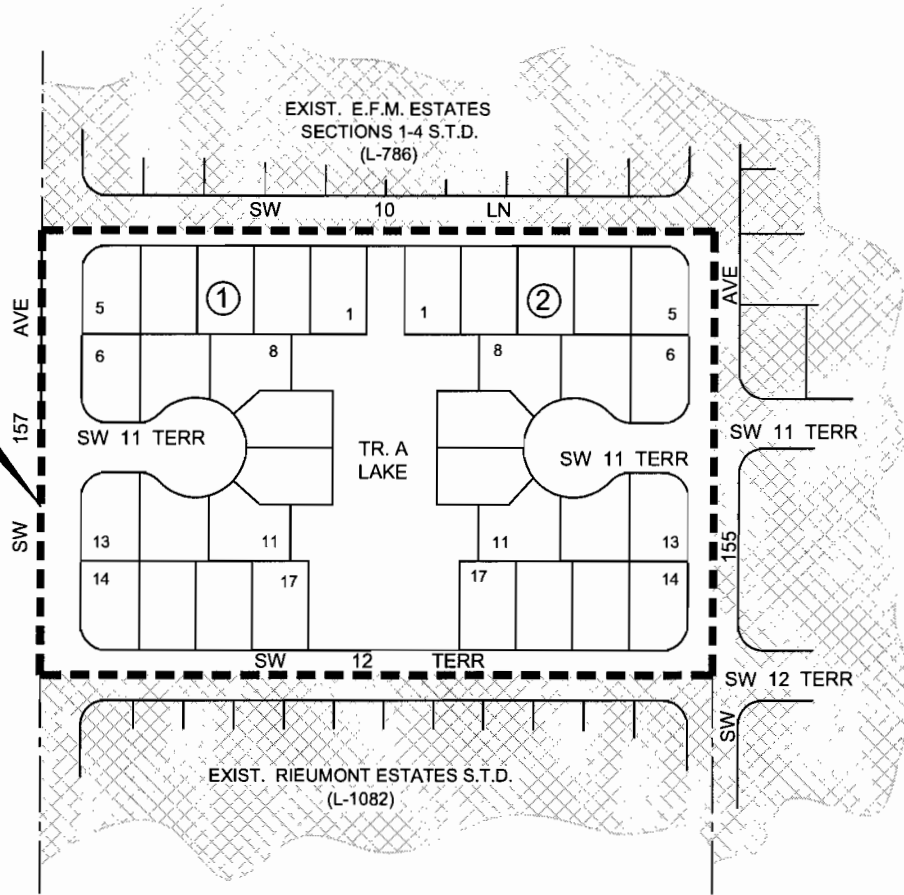 EXIST. E.F.M. ESTATES
SECTIONS 1-4 S.T.D.
(L-786)
SW 10 LN
SW 157 AVE
5
①
1
1
②
5
6
8
8
6
SW 11 TERR
TR. A
LAKE
SW 11 TERR
13
11
11
13
14
17
17
14
SW 12 TERR
SW 155 AVE
SW 11 TERR
SW 12 TERR
EXIST. RIEUMONT ESTATES S.T.D.
(L-1082)